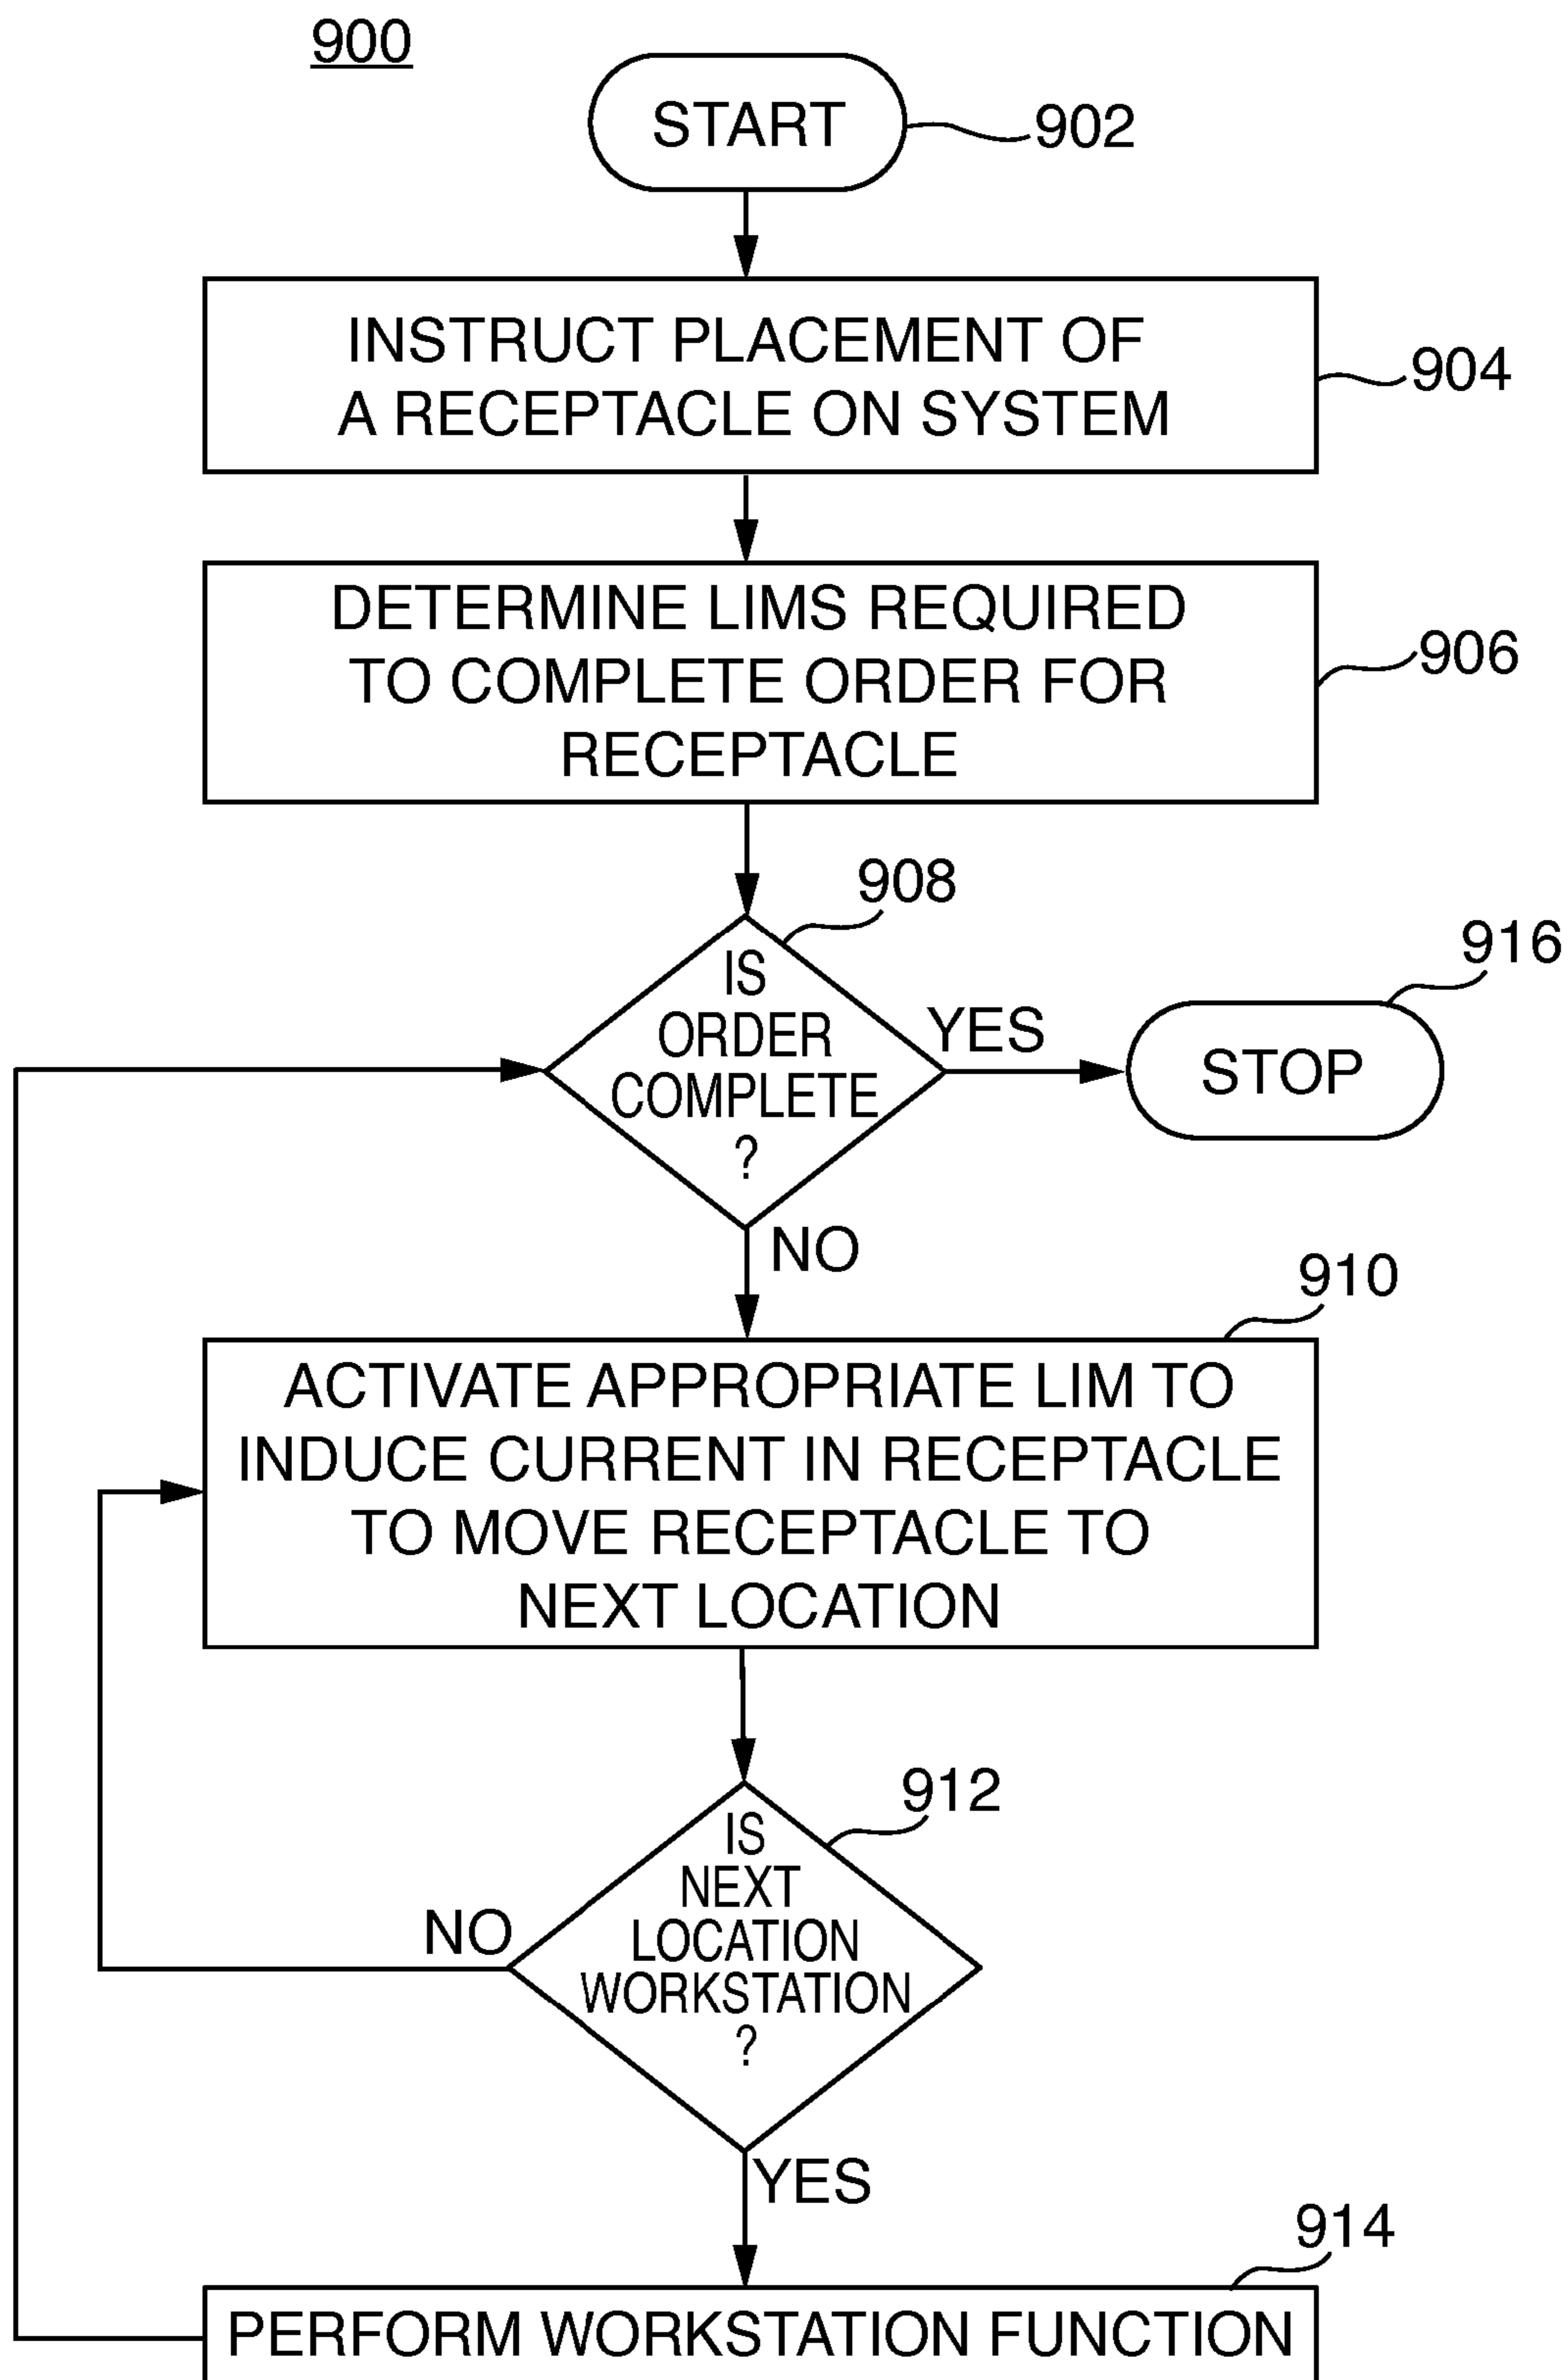 900
START
902
INSTRUCT PLACEMENT OF
A RECEPTACLE ON SYSTEM
904
DETERMINE LIMS REQUIRED
TO COMPLETE ORDER FOR
RECEPTACLE
906
908
IS
ORDER
COMPLETE
?
YES
916
STOP
NO
910
ACTIVATE APPROPRIATE LIM TO
INDUCE CURRENT IN RECEPTACLE
TO MOVE RECEPTACLE TO
NEXT LOCATION
912
IS
NEXT
LOCATION
WORKSTATION
?
NO
YES
914
PERFORM WORKSTATION FUNCTION